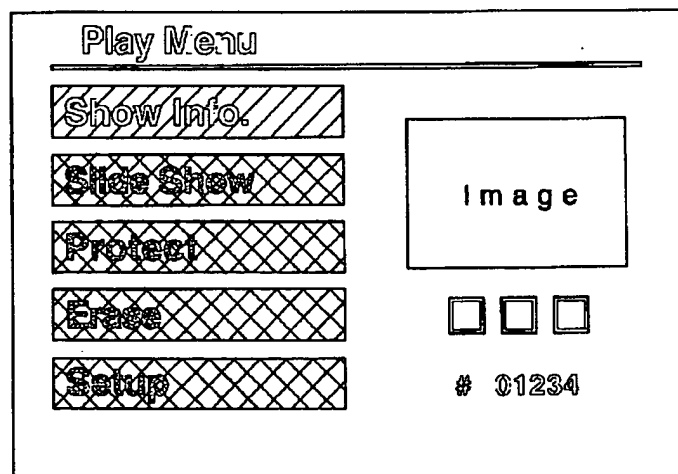 Play Menu
Show Info.
Slide Show
Protect
Erase
Setup
Image
# 01234